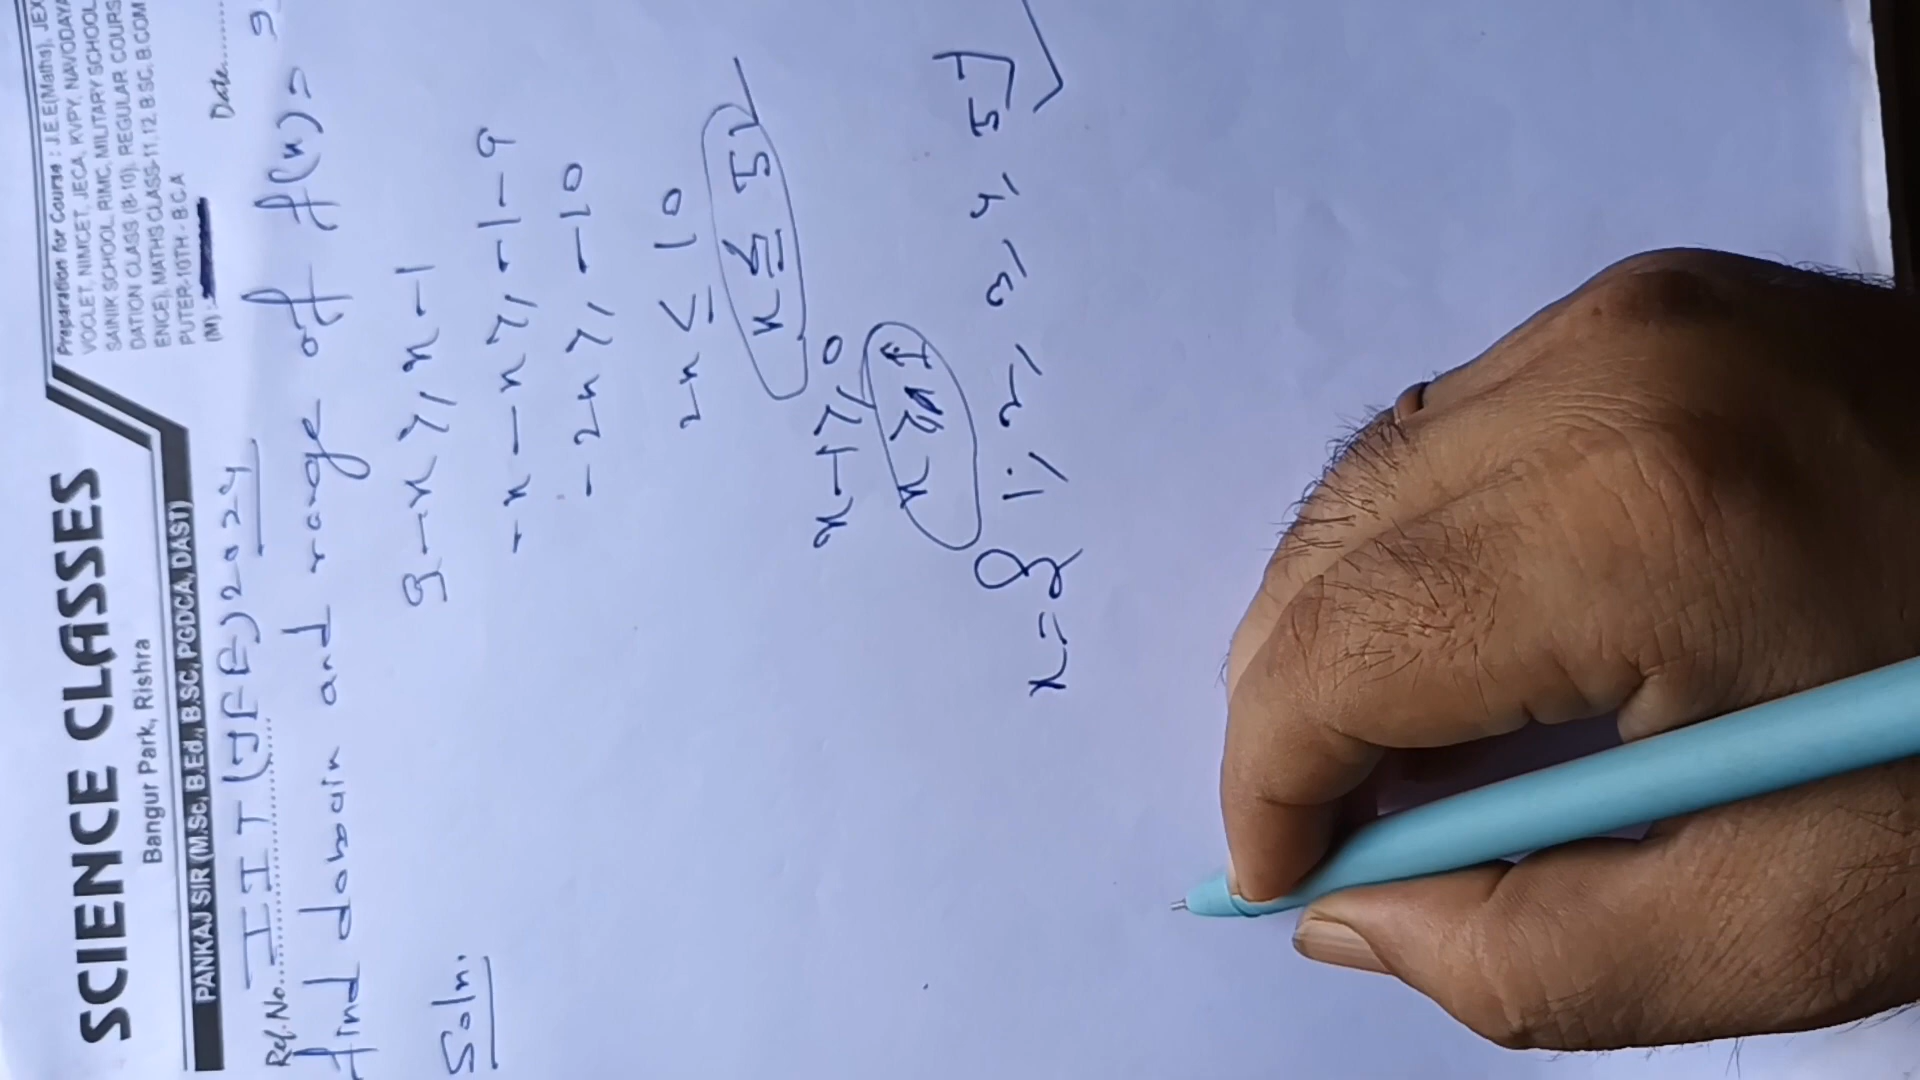 SCIENCE CLASSES
Bangur Park, Rishra
PANKAJ SIR (M.Sc, B.Ed., B.SC, PGDCA, DAST)
Preparation for Course : J.E.E(Maths), JEX
VOCLET, NIMCET, JECA, KVPY, NAVODAYA
SAINIK SCHOOL, RIMC, MILITARY SCHOOL
DATION CLASS (8-10), REGULAR COURS
ENCE), MATHS CLASS-11, 12, B.SC, B.COM
PUTER-10TH - B.C.A
(M) :
Ref. No. IIT (JEE) 2024 Date
find domain and range of f(x) = 9-
Soln. 9-x ≥ x-1
-x-x ≥ -1-9
-2x ≥ -10
2x ≤ 10
x ≤ 5
x-1 ≥ 0
x ≥ 1
x = { 1, 2, 3, 4, 5 }